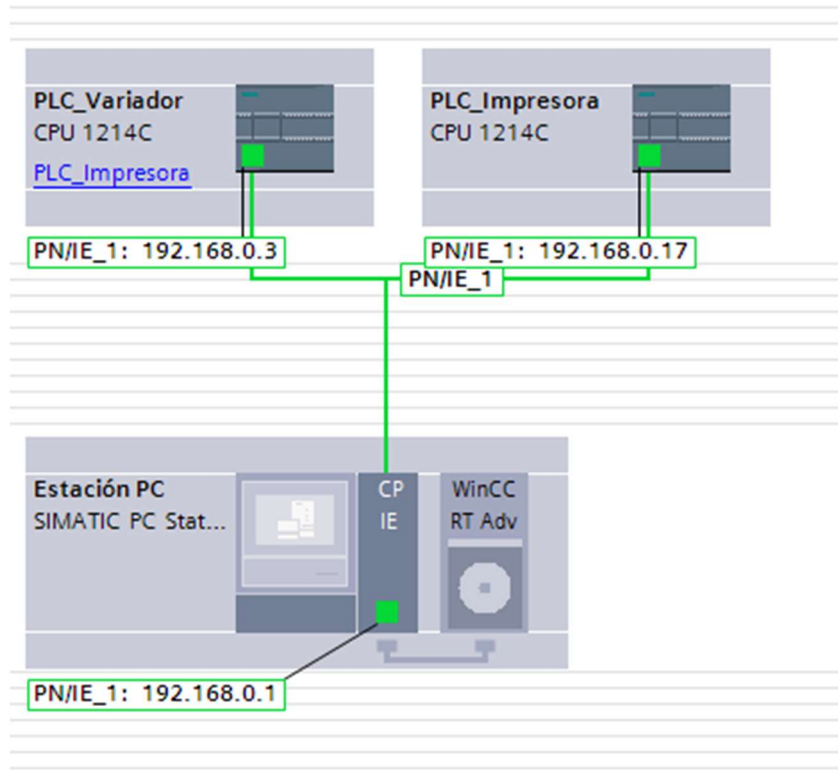 PLC_Variador
CPU 1214C
PLC_Impresora
PLC_Impresora
CPU 1214C
PN/IE_1: 192.168.0.3
PN/IE_1: 192.168.0.17
PN/IE_1
Estación PC
SIMATIC PC Stat...
CP
IE
WinCC
RT Adv
PN/IE_1: 192.168.0.1